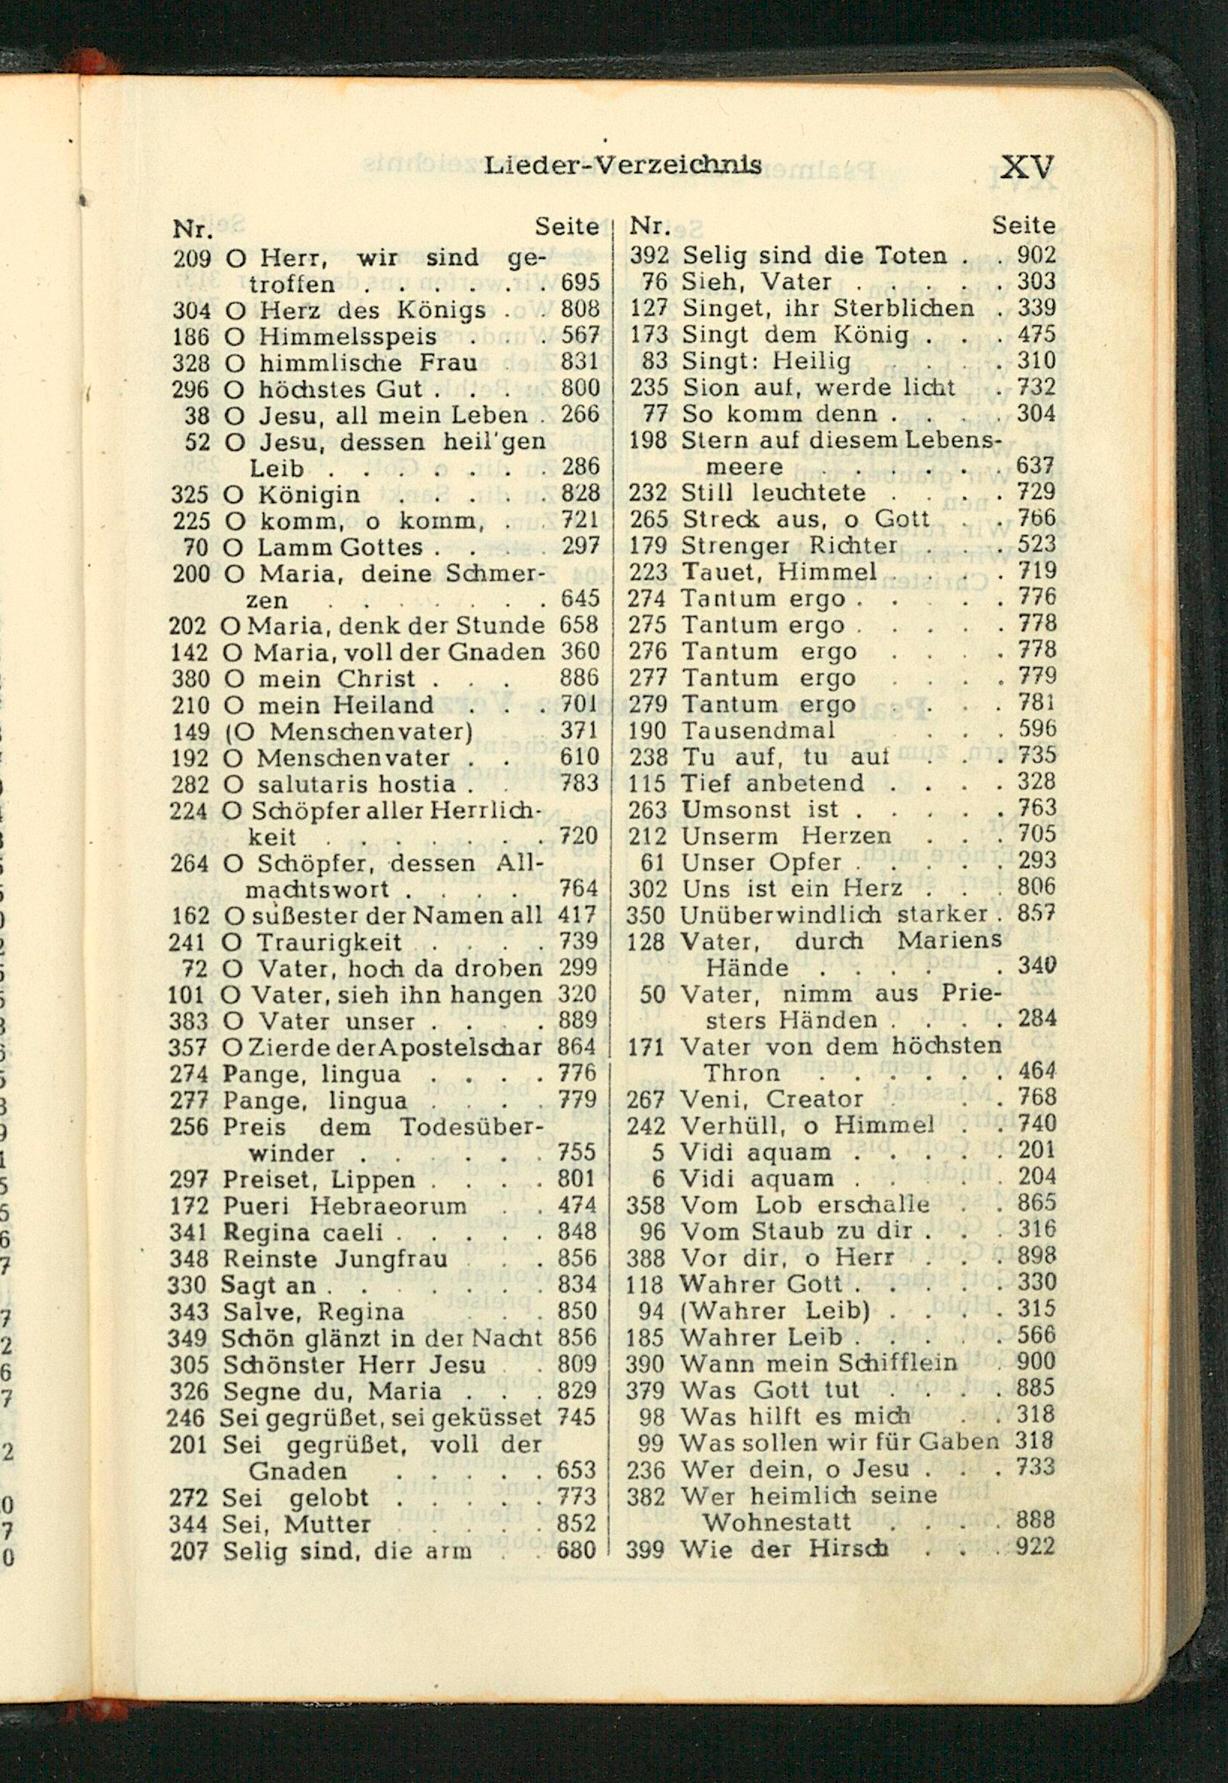 Lieder-Verzeichnis XV
Nr. Seite
209 O Herr, wir sind ge-
troffen . . . . . . . 695
304 O Herz des Königs . . 808
186 O Himmelsspeis . . . 567
328 O himmlische Frau . 831
296 O höchstes Gut . . . . 800
38 O Jesu, all mein Leben . 266
52 O Jesu, dessen heil'gen
Leib . . . . . . . . 286
325 O Königin . . . . . 828
225 O komm, o komm, . . 721
70 O Lamm Gottes . . . . 297
200 O Maria, deine Schmer-
zen . . . . . . . 645
202 O Maria, denk der Stunde 658
142 O Maria, voll der Gnaden 360
380 O mein Christ . . . 886
210 O mein Heiland . . . 701
149 (O Menschenvater) 371
192 O Menschenvater . . 610
282 O salutaris hostia . . 783
224 O Schöpfer aller Herrlich-
keit . . . . . . . 720
264 O Schöpfer, dessen All-
machtswort . . . . . 764
162 O süßester der Namen all 417
241 O Traurigkeit . . . . 739
72 O Vater, hoch da droben 299
101 O Vater, sieh ihn hangen 320
383 O Vater unser . . . . 889
357 O Zierde der Apostelschar 864
274 Pange, lingua . . . . 776
277 Pange, lingua . . . . 779
256 Preis dem Todesüber-
winder . . . . . . 755
297 Preiset, Lippen . . . . 801
172 Pueri Hebraeorum . . 474
341 Regina caeli . . . . . 848
348 Reinste Jungfrau . . . 856
330 Sagt an . . . . . . . 834
343 Salve, Regina . . . 850
349 Schön glänzt in der Nacht 856
305 Schönster Herr Jesu . . 809
326 Segne du, Maria . . . 829
246 Sei gegrüßet, sei geküsset 745
201 Sei gegrüßet, voll der
Gnaden . . . . . 653
272 Sei gelobt . . . . . 773
344 Sei, Mutter . . . . . 852
207 Selig sind, die arm . . 680
Nr. Seite
392 Selig sind die Toten . . 902
76 Sieh, Vater . . . . . 303
127 Singet, ihr Sterblichen . 339
173 Singt dem König . . . 475
83 Singt: Heilig . . . 310
235 Sion auf, werde licht . 732
77 So komm denn . . . . 304
198 Stern auf diesem Lebens-
meere . . . . . . 637
232 Still leuchtete . . . . 729
265 Streck aus, o Gott . . 766
179 Strenger Richter . . . 523
223 Tauet, Himmel . . . . 719
274 Tantum ergo . . . . . 776
275 Tantum ergo . . . . . 778
276 Tantum ergo . . . . 778
277 Tantum ergo . . . . 779
279 Tantum ergo . . . . 781
190 Tausendmal . . . 596
238 Tu auf, tu auf . . . 735
115 Tief anbetend . . . . 328
263 Umsonst ist . . . . . 763
212 Unserm Herzen . . . 705
61 Unser Opfer . . . . . 293
302 Uns ist ein Herz . . . 806
350 Unüberwindlich starker . 857
128 Vater, durch Mariens
Hände . . . . . 340
50 Vater, nimm aus Prie-
sters Händen . . . . 284
171 Vater von dem höchsten
Thron . . . . . . 464
267 Veni, Creator . . . . 768
242 Verhüll, o Himmel . . 740
5 Vidi aquam . . . . . 201
6 Vidi aquam . . . . . 204
358 Vom Lob erschalle . . 865
96 Vom Staub zu dir . . . 316
388 Vor dir, o Herr . . . 898
118 Wahrer Gott . . . . . 330
94 (Wahrer Leib) . . . . 315
185 Wahrer Leib . . . . . 566
390 Wann mein Schifflein . 900
379 Was Gott tut . . . . 885
98 Was hilft es mich . . 318
99 Was sollen wir für Gaben 318
236 Wer dein, o Jesu . . . 733
382 Wer heimlich seine
Wohnestatt . . . . 888
399 Wie der Hirsch . . . 922